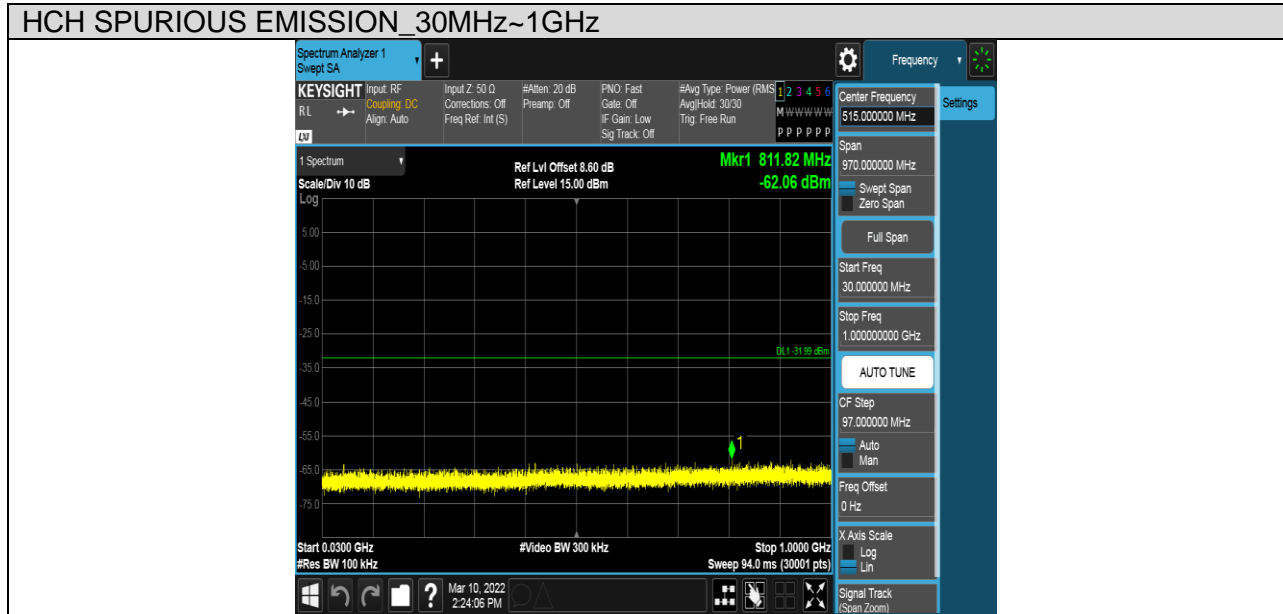 HCH SPURIOUS EMISSION_30MHz~1GHz
Spectrum Analyzer 1
Swept SA
+
Frequency
KEYSIGHT
RL
LXI
Input: RF
Coupling: DC
Align: Auto
Input Z: 50 Ω
Corrections: Off
Freq Ref: Int (S)
#Atten: 20 dB
Preamp: Off
PNO: Fast
Gate: Off
IF Gain: Low
Sig Track: Off
#Avg Type: Power (RMS
Avg|Hold: 30/30
Trig: Free Run
1 2 3 4 5 6
M W W W W W
P P P P P P
1 Spectrum
Scale/Div 10 dB
Log
Ref Lvl Offset 8.60 dB
Ref Level 15.00 dBm
Mkr1 811.82 MHz
-62.06 dBm
5.00
-5.00
-15.0
-25.0
DL1 -31.99 dBm
-35.0
-45.0
-55.0
1
-65.0
-75.0
Start 0.0300 GHz
#Res BW 100 kHz
#Video BW 300 kHz
Stop 1.0000 GHz
Sweep 94.0 ms (30001 pts)
?
Mar 10, 2022
2:24:06 PM
Center Frequency
515.000000 MHz
Settings
Span
970.000000 MHz
Swept Span
Zero Span
Full Span
Start Freq
30.000000 MHz
Stop Freq
1.000000000 GHz
AUTO TUNE
CF Step
97.000000 MHz
Auto
Man
Freq Offset
0 Hz
X Axis Scale
Log
Lin
Signal Track
(Span Zoom)